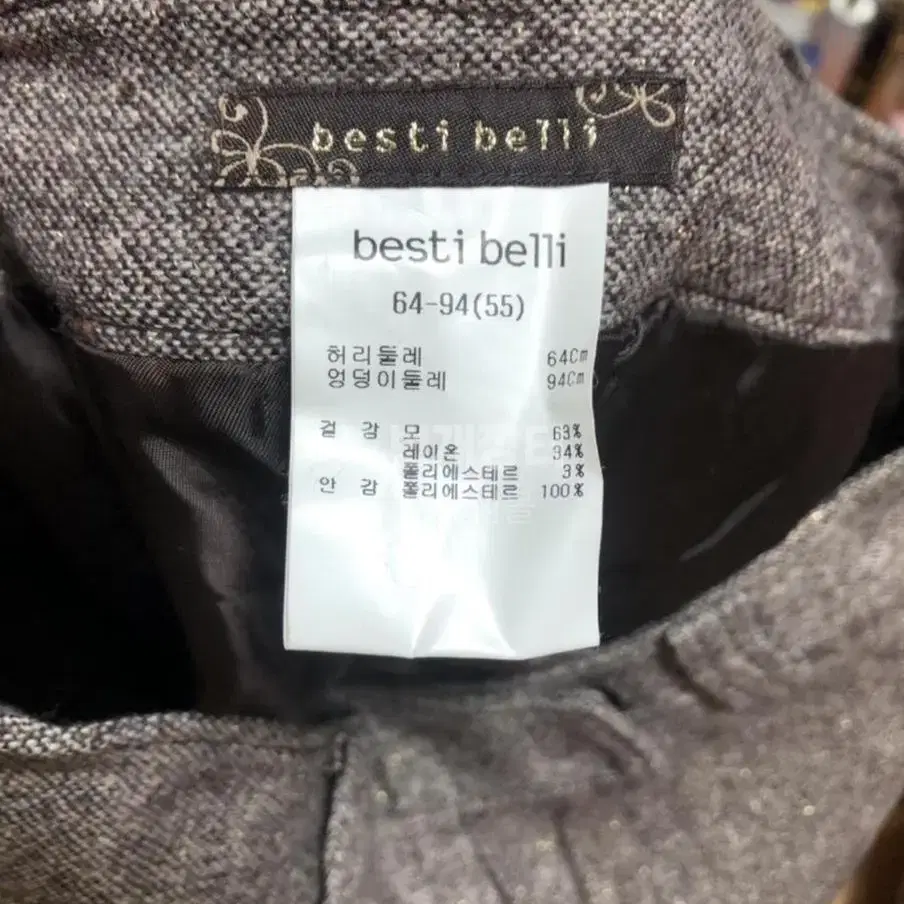 besti belli
besti belli
64-94(55)
허리둘레 64Cm
엉덩이둘레 94Cm
겉 감 모 63%
레이온 34%
폴리에스테르 3%
안 감 폴리에스테르 100%